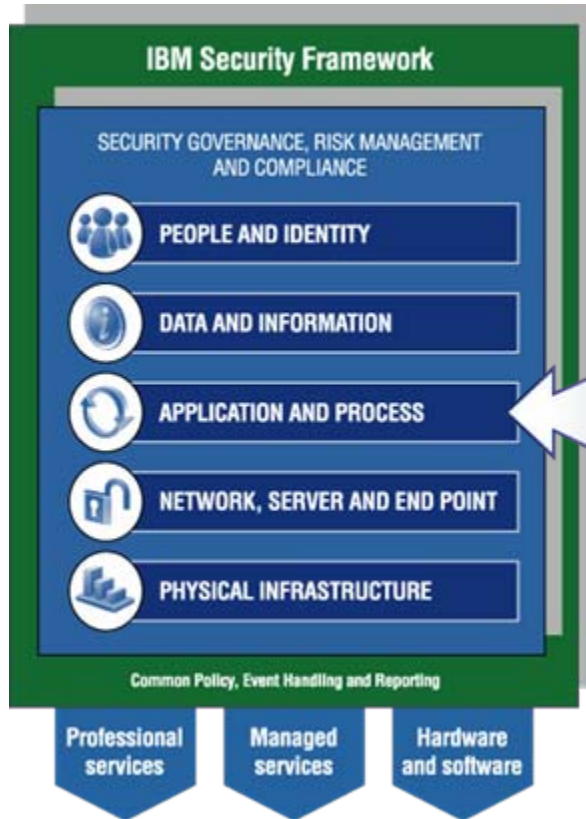 IBM Security Framework
SECURITY GOVERNANCE, RISK MANAGEMENT
AND COMPLIANCE
PEOPLE AND IDENTITY
i
DATA AND INFORMATION
APPLICATION AND PROCESS
NETWORK, SERVER AND END POINT
PHYSICAL INFRASTRUCTURE
Common Policy, Event Handling and Reporting
Professional
services
Managed
services
Hardware
and software